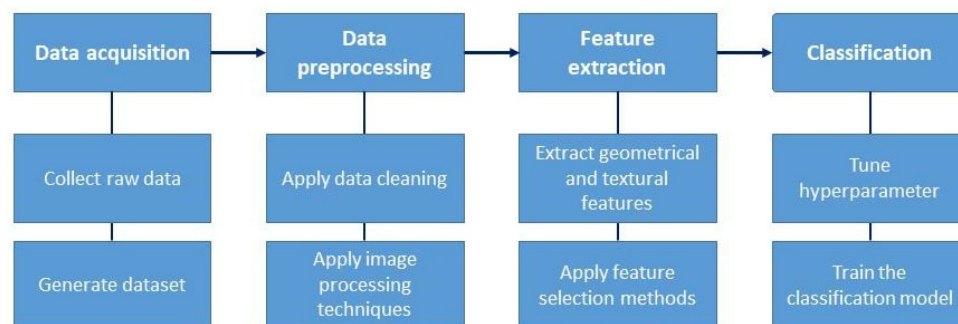 Data acquisition
Data
preprocessing
Feature
extraction
Classification
Collect raw data
Apply data cleaning
Extract geometrical
and textural
features
Tune
hyperparameter
Generate dataset
Apply image
processing
techniques
Apply feature
selection methods
Train the
classification model